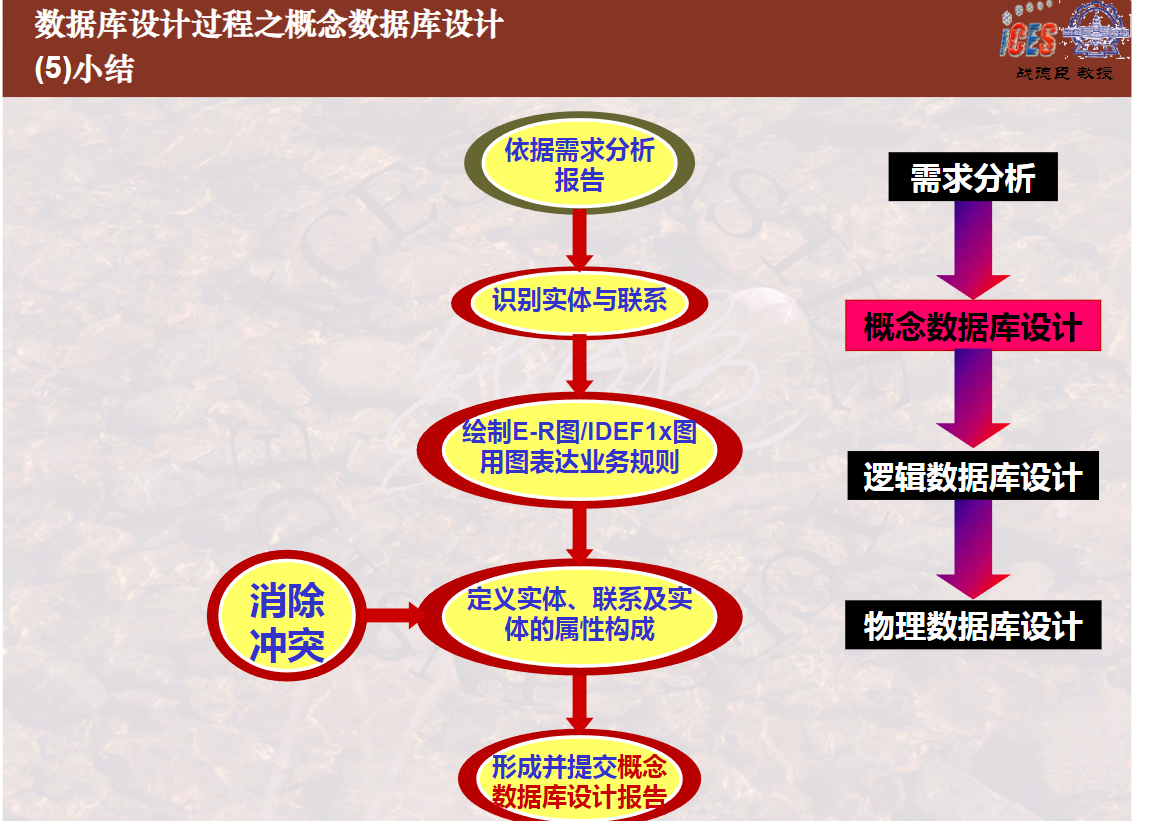 数据库设计过程之概念数据库设计
(5)小结
iCES
战德臣 教授
依据需求分析
报告
识别实体与联系
绘制E-R图/IDEF1x图
用图表达业务规则
消除
冲突
定义实体、联系及实
体的属性构成
形成并提交概念
数据库设计报告
需求分析
概念数据库设计
逻辑数据库设计
物理数据库设计